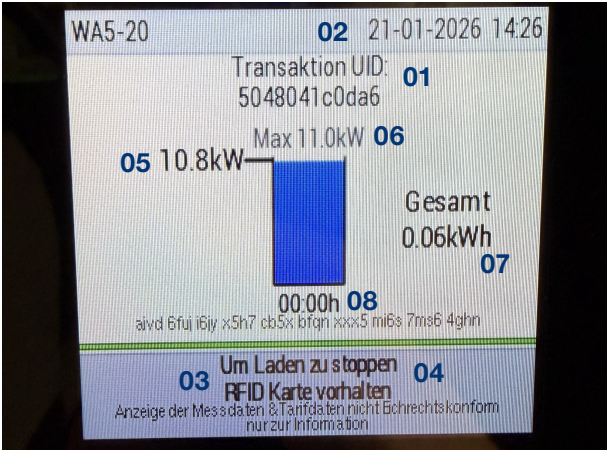 WA5-20 02 21-01-2026 14:26
Transaktion UID: 01
5048041c0da6
Max 11.0kW 06
05 10.8kW
Gesamt
0.06kWh
07
00:00h 08
aivd 6fuj i6jy x5h7 cb5x bfqn xxx5 mi6s 7ms6 4ghn
Um Laden zu stoppen
03 RFID Karte vorhalten 04
Anzeige der Messdaten & Tarifdaten nicht Echrechtskonform
nur zur Information